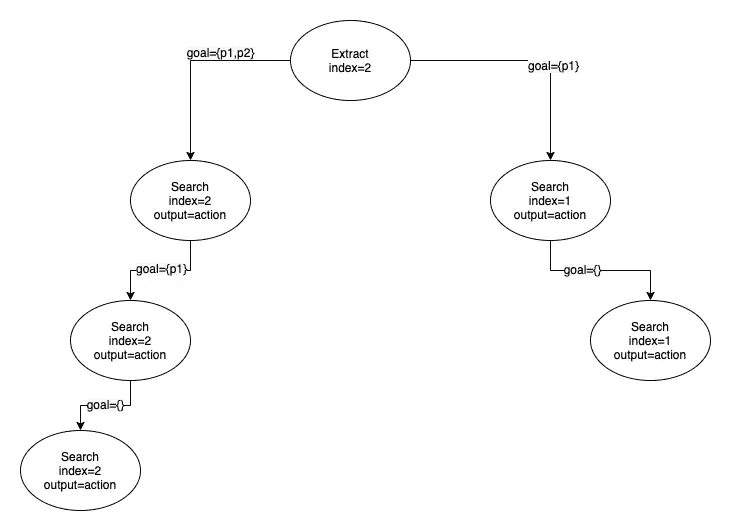 Extract
index=2
goal={p1,p2}
goal={p1}
Search
index=2
output=action
Search
index=1
output=action
goal={p1}
goal={}
Search
index=2
output=action
Search
index=1
output=action
goal={}
Search
index=2
output=action